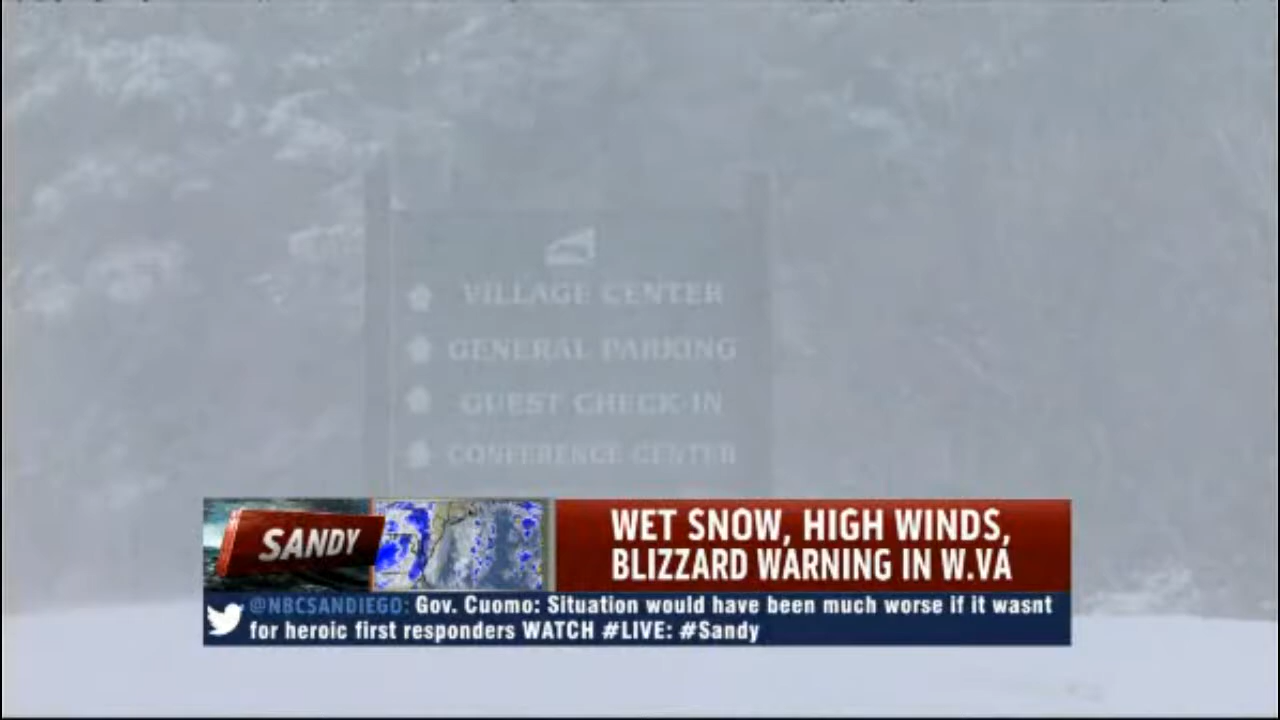 VILLAGE CENTER
GENERAL PARKING
GUEST CHECK-IN
CONFERENCE CENTER
SANDY
WET SNOW, HIGH WINDS,
BLIZZARD WARNING IN W.VA
@NBCSANDIEGO: Gov. Cuomo: Situation would have been much worse if it wasnt
for heroic first responders WATCH #LIVE: #Sandy